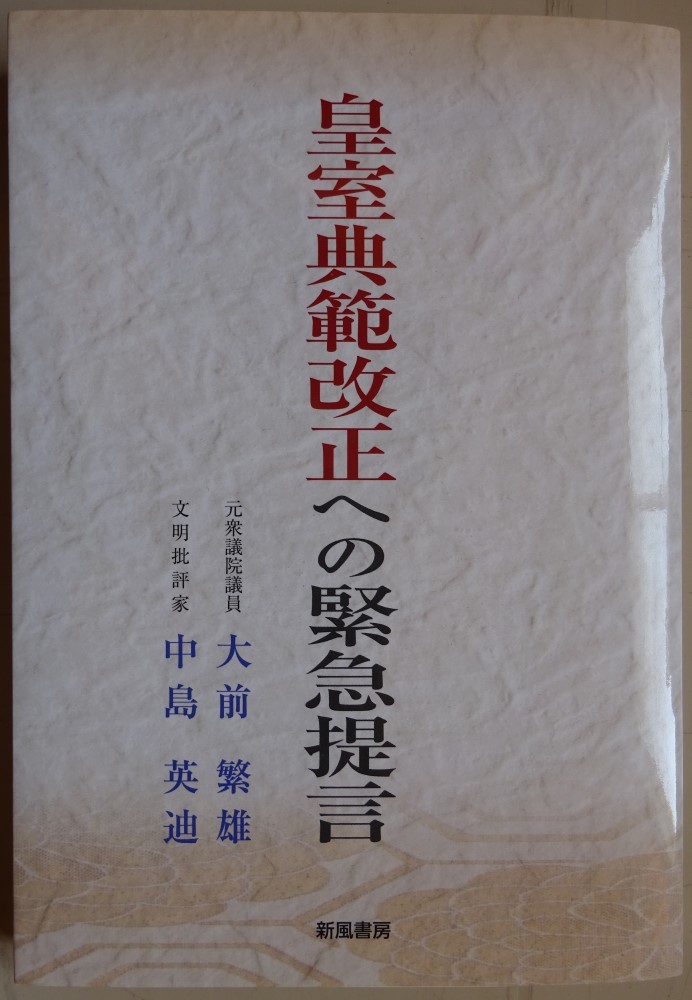 皇室典範改正への緊急提言
元衆議院議員 大前 繁雄
文明批評家 中島 英迪
新風書房